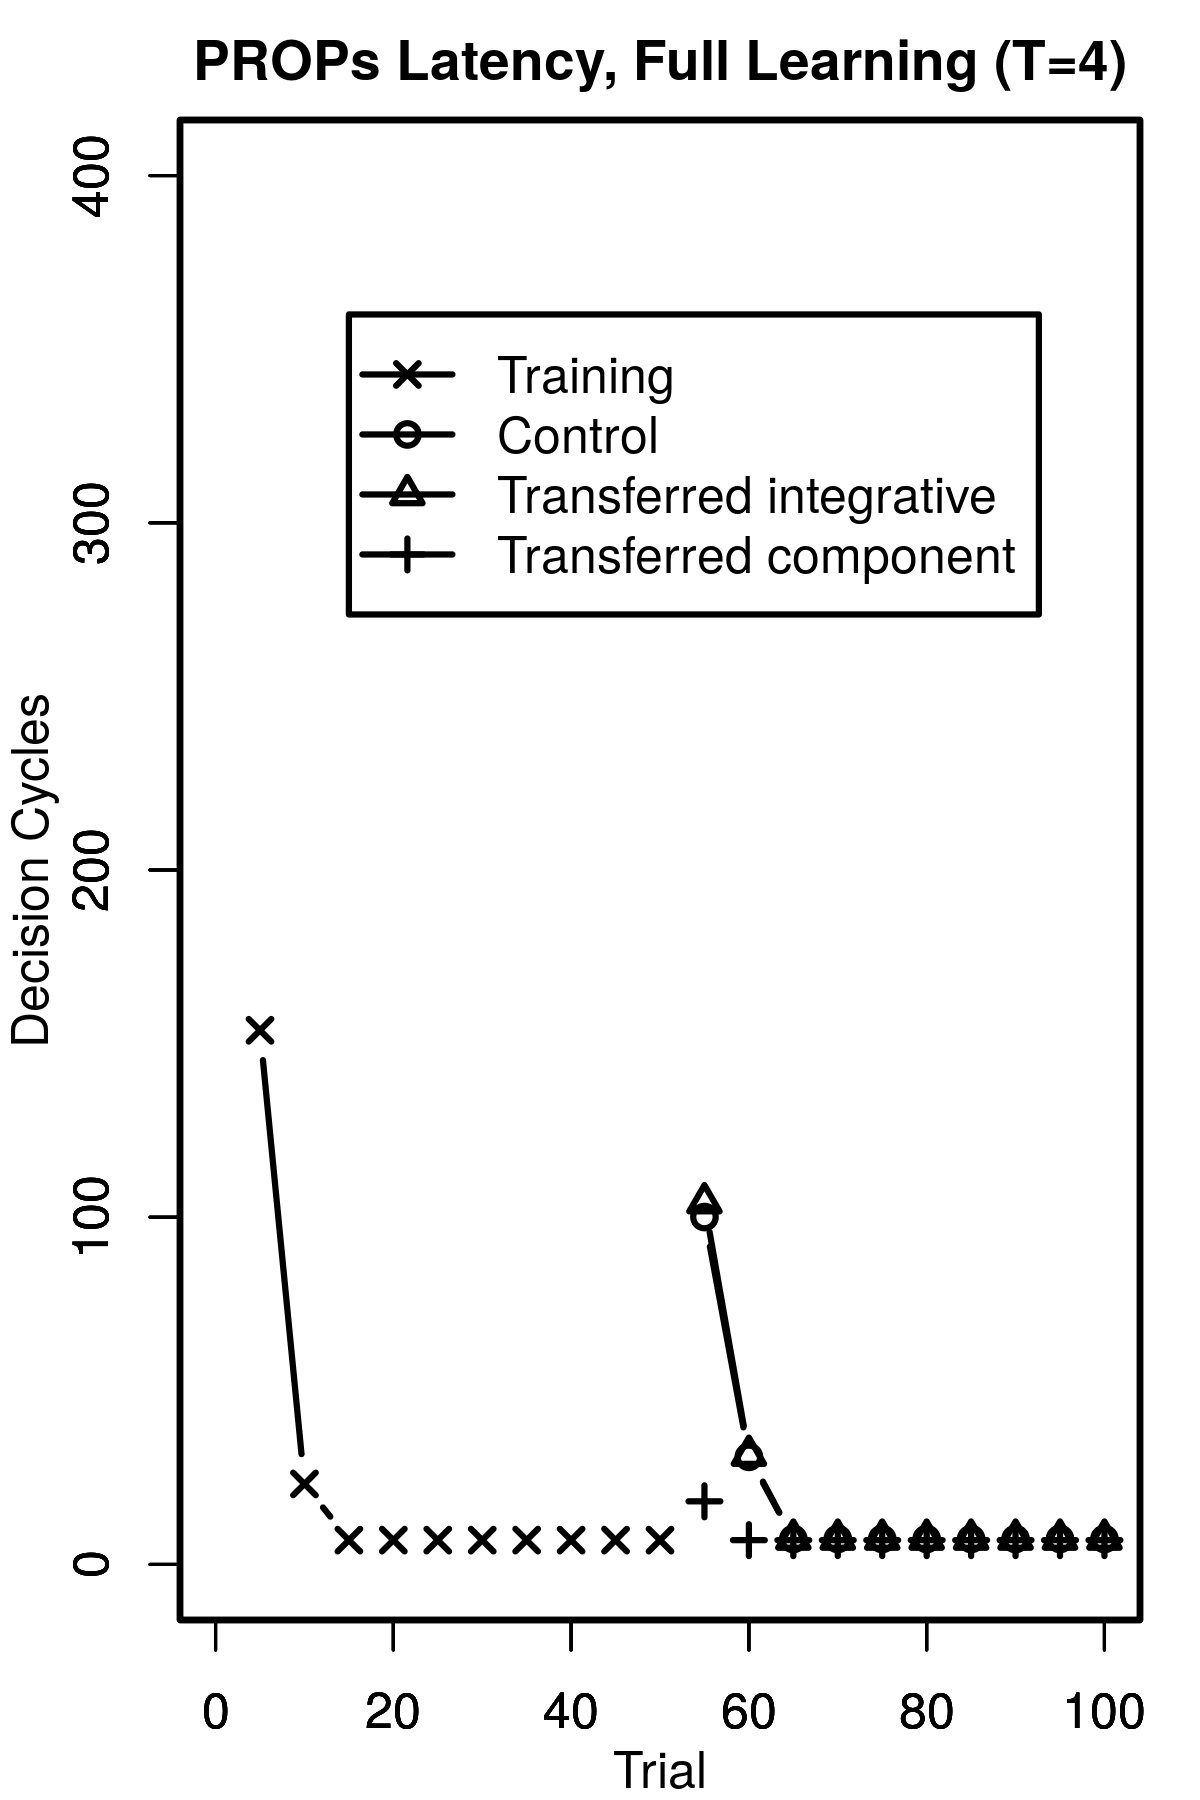 PROPs Latency, Full Learning (T=4)
400
300
200
100
0
Decision Cycles
Training
Control
Transferred integrative
Transferred component
0 20 40 60 80 100
Trial